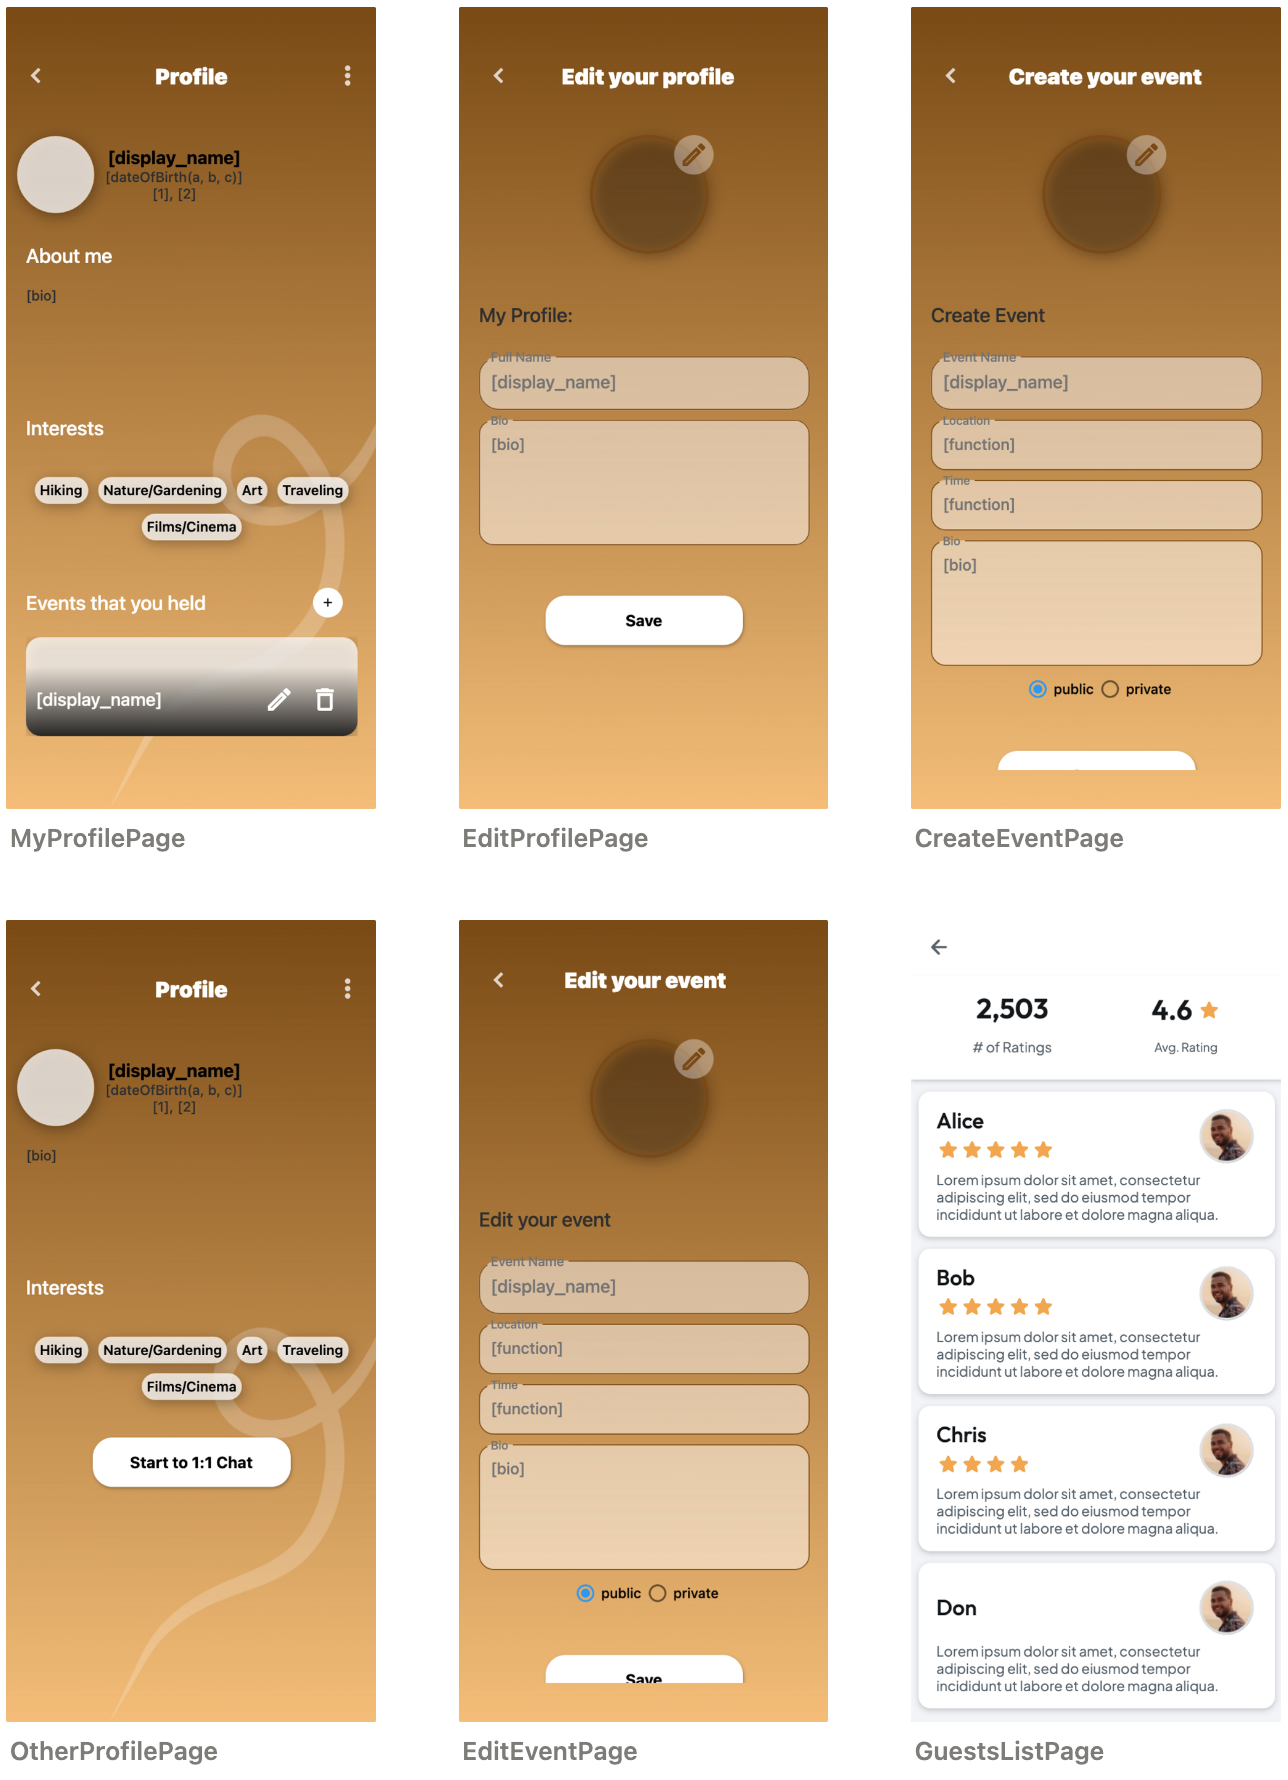 Profile
[display_name]
[dateOfBirth(a, b, c)]
[1], [2]
About me
[bio]
Interests
Hiking
Nature/Gardening
Art
Traveling
Films/Cinema
Events that you held
+
[display_name]
MyProfilePage
Edit your profile
My Profile:
Full Name
[display_name]
Bio
[bio]
Save
EditProfilePage
Create your event
Create Event
Event Name
[display_name]
Location
[function]
Time
[function]
Bio
[bio]
public
private
CreateEventPage
Profile
[display_name]
[dateOfBirth(a, b, c)]
[1], [2]
[bio]
Interests
Hiking
Nature/Gardening
Art
Traveling
Films/Cinema
Start to 1:1 Chat
OtherProfilePage
Edit your event
Edit your event
Event Name
[display_name]
Location
[function]
Time
[function]
Bio
[bio]
public
private
Save
EditEventPage
2,503
# of Ratings
4.6
Avg. Rating
Alice
Lorem ipsum dolor sit amet, consectetur
adipiscing elit, sed do eiusmod tempor
incididunt ut labore et dolore magna aliqua.
Bob
Lorem ipsum dolor sit amet, consectetur
adipiscing elit, sed do eiusmod tempor
incididunt ut labore et dolore magna aliqua.
Chris
Lorem ipsum dolor sit amet, consectetur
adipiscing elit, sed do eiusmod tempor
incididunt ut labore et dolore magna aliqua.
Don
Lorem ipsum dolor sit amet, consectetur
adipiscing elit, sed do eiusmod tempor
incididunt ut labore et dolore magna aliqua.
GuestsListPage